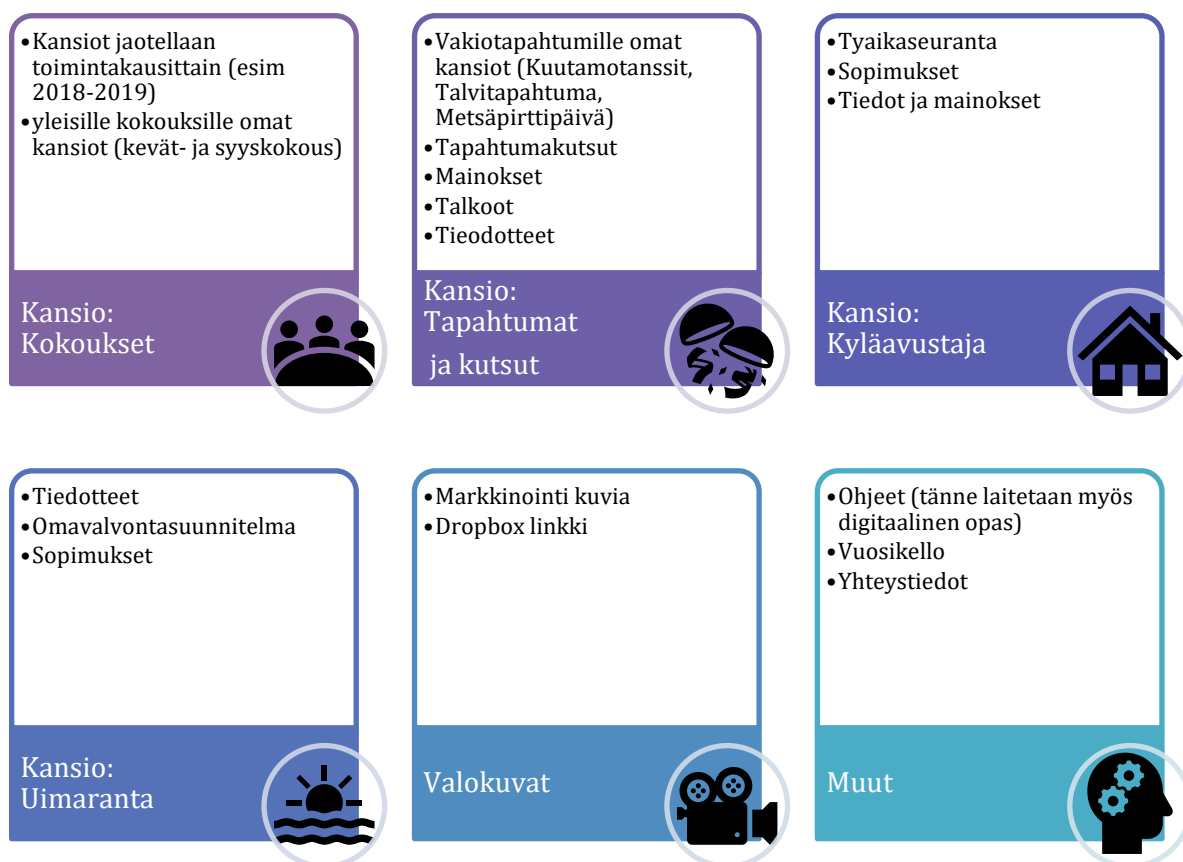 •Kansiot jaotellaan
toimintakausittain (esim
2018-2019)
•yleisille kokouksille omat
kansiot (kevät- ja syyskokous)
Kansio:
Kokoukset
•Vakiotapahtumille omat
kansiot (Kuutamotanssit,
Talvitapahtuma,
Metsäpirttipäivä)
•Tapahtumakutsut
•Mainokset
•Talkoot
•Tieodotteet
Kansio:
Tapahtumat
ja kutsut
•Tyaikaseuranta
•Sopimukset
•Tiedot ja mainokset
Kansio:
Kyläavustaja
•Tiedotteet
•Omavalvontasuunnitelma
•Sopimukset
Kansio:
Uimaranta
•Markkinointi kuvia
•Dropbox linkki
Valokuvat
•Ohjeet (tänne laitetaan myös
digitaalinen opas)
•Vuosikello
•Yhteystiedot
Muut